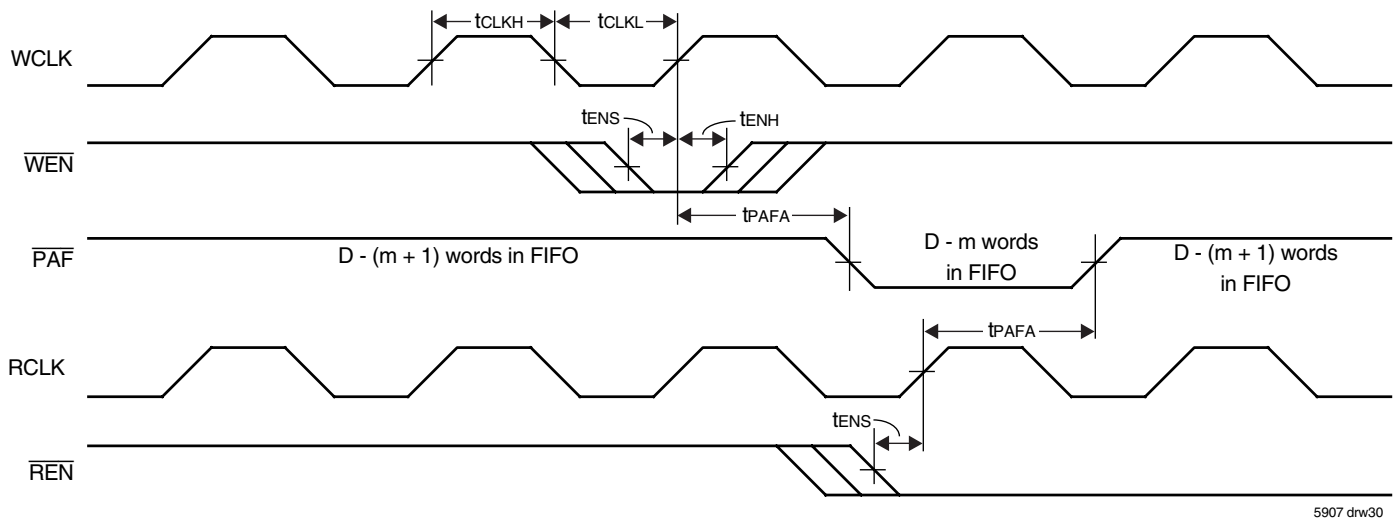 tCLKH
tCLKL
WCLK
tENS
tENH
WEN
tPAFA
PAF
D - (m + 1) words in FIFO
D - m words
in FIFO
D - (m + 1) words
in FIFO
tPAFA
RCLK
tENS
REN
5907 drw30